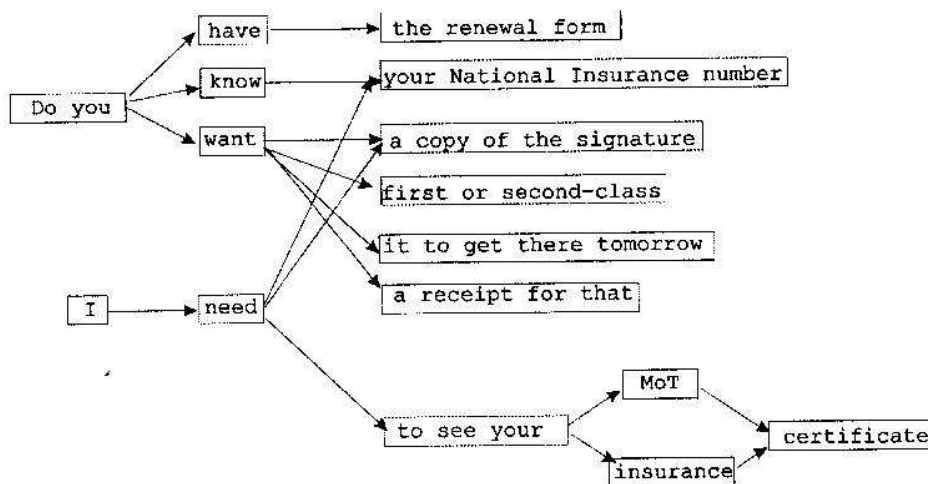 have
the renewal form
know
your National Insurance number
Do you
want
a copy of the signature
first or second-class
it to get there tomorrow
a receipt for that
I
need
MoT
to see your
certificate
insurance